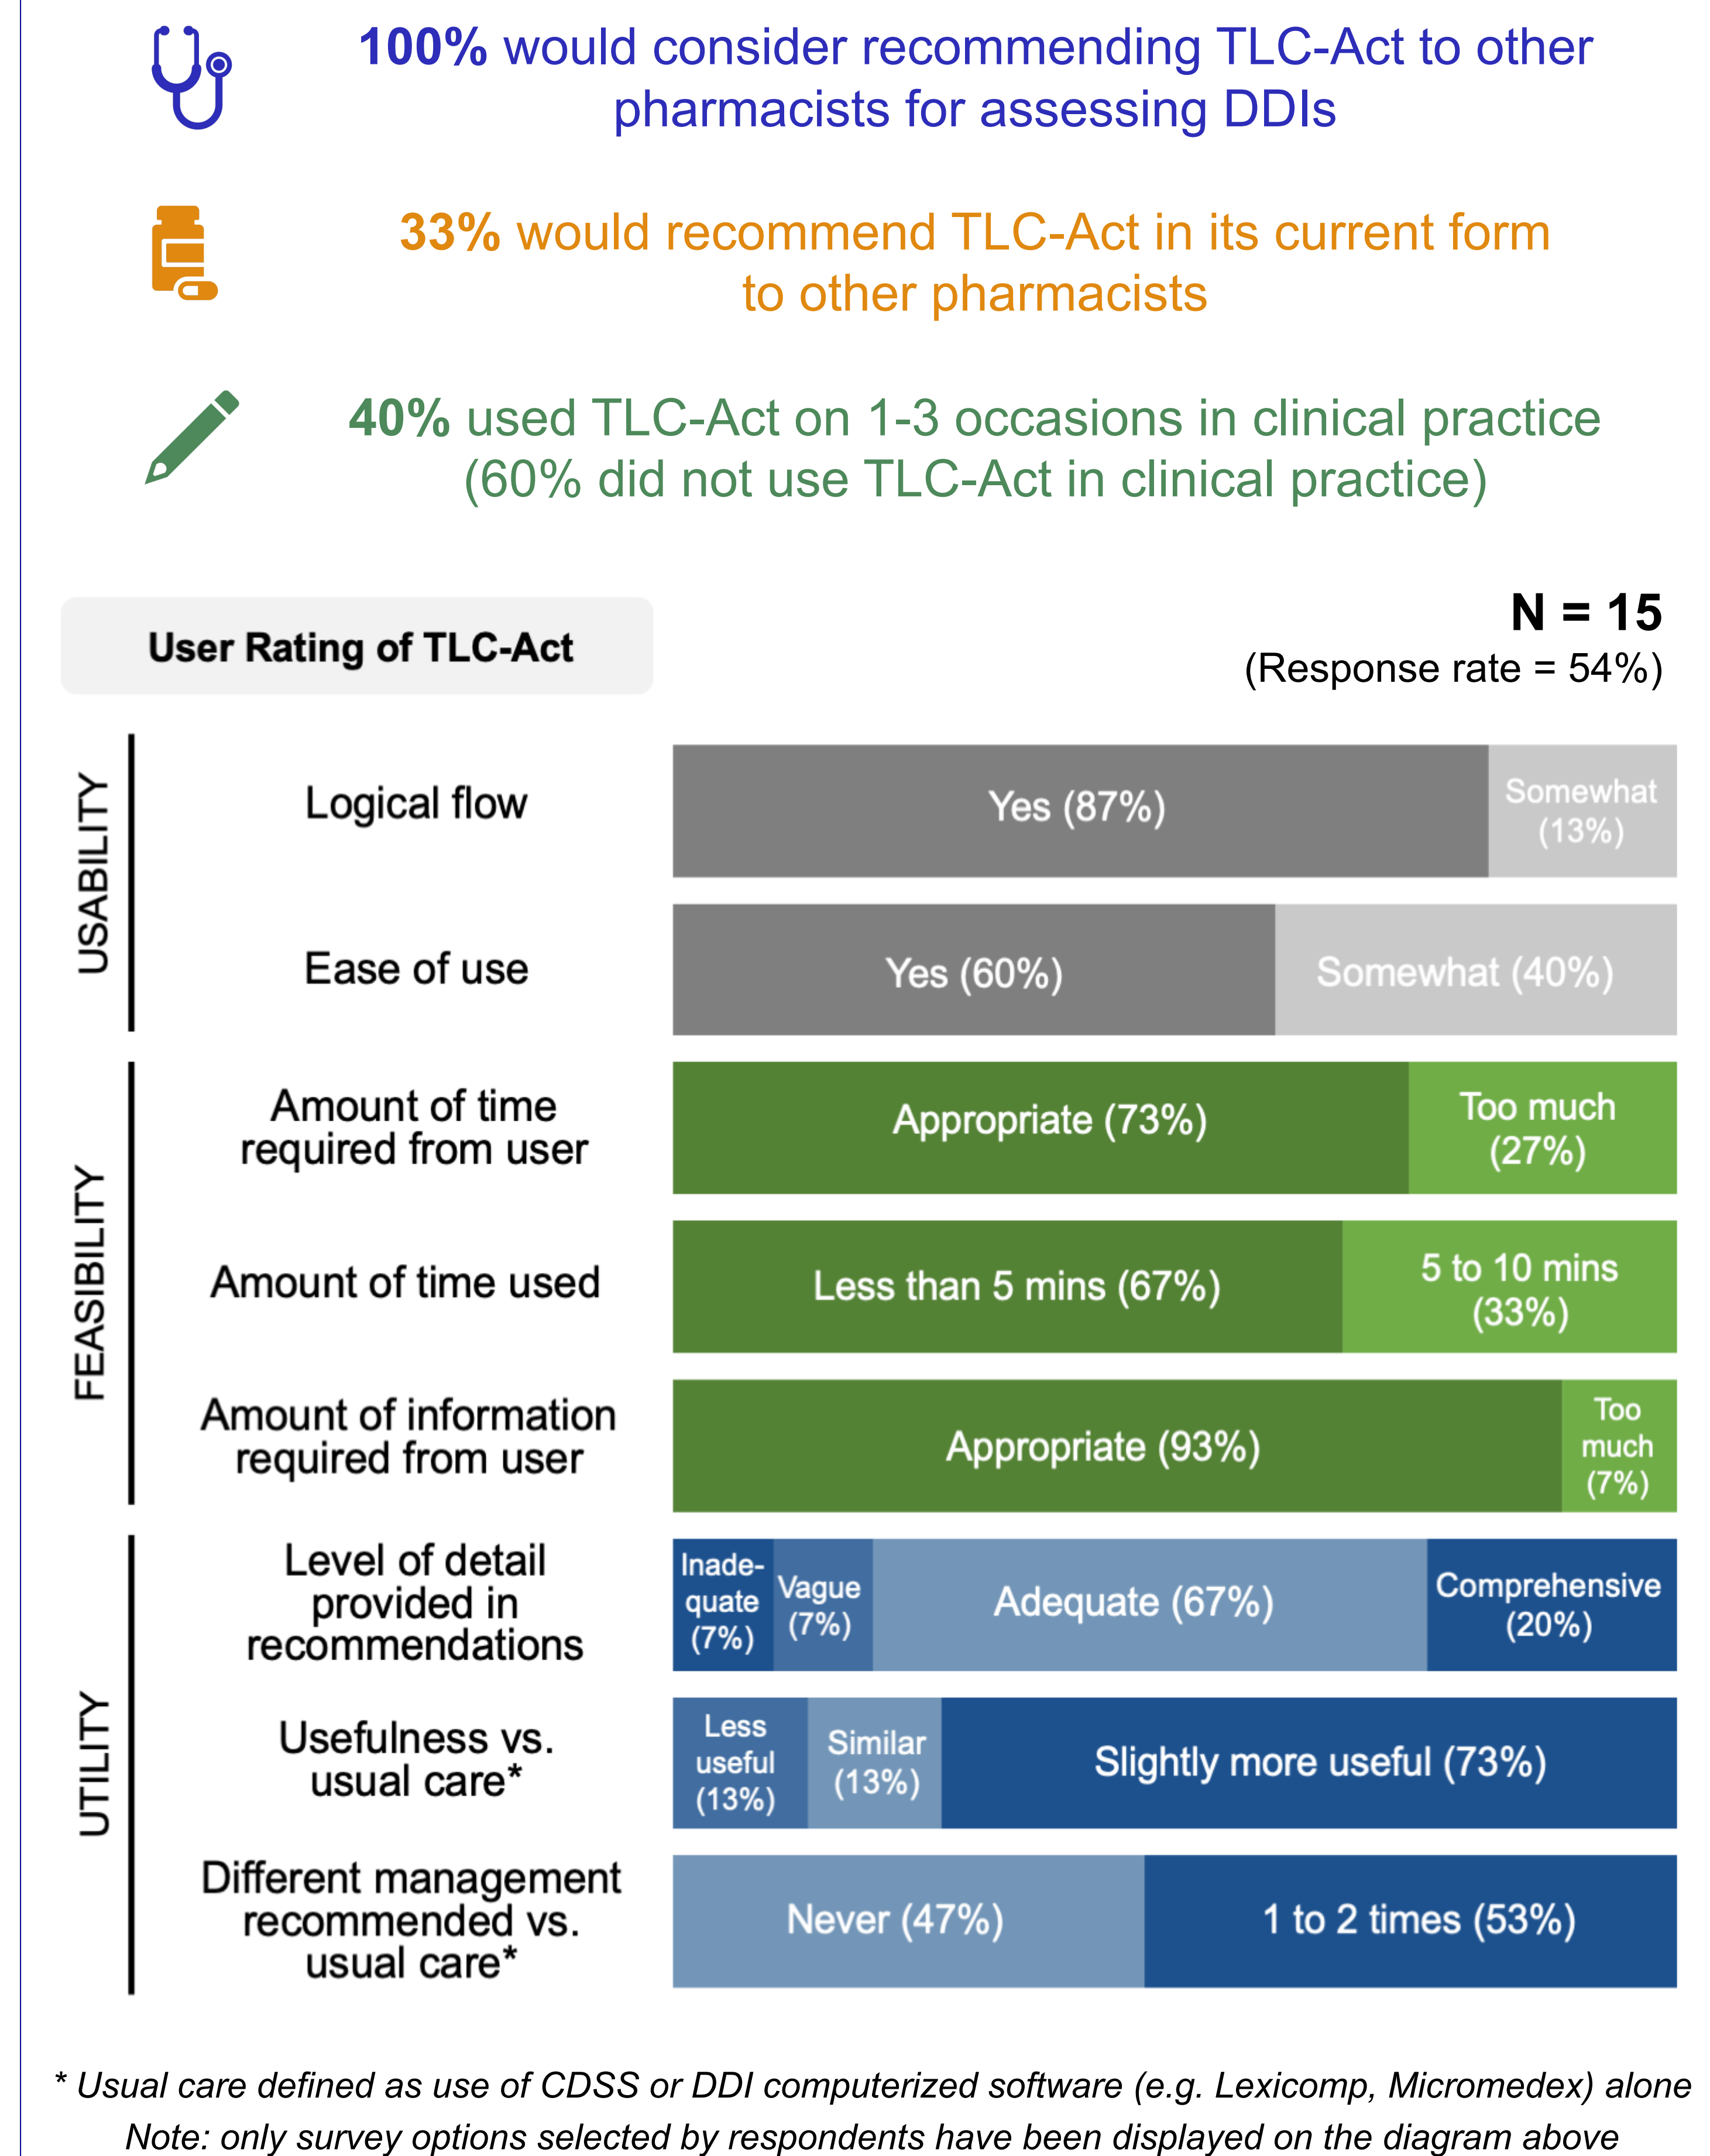 100% would consider recommending TLC-Act to other
pharmacists for assessing DDIs
33% would recommend TLC-Act in its current form
to other pharmacists
40% used TLC-Act on 1-3 occasions in clinical practice
(60% did not use TLC-Act in clinical practice)
User Rating of TLC-Act
N = 15
(Response rate = 54%)
USABILITY
Logical flow
Yes (87%)
Somewhat
(13%)
Ease of use
Yes (60%)
Somewhat (40%)
FEASIBILITY
Amount of time
required from user
Appropriate (73%)
Too much
(27%)
Amount of time used
Less than 5 mins (67%)
5 to 10 mins
(33%)
Amount of information
required from user
Appropriate (93%)
Too
much
(7%)
UTILITY
Level of detail
provided in
recommendations
Inade-
quate
(7%)
Vague
(7%)
Adequate (67%)
Comprehensive
(20%)
Usefulness vs.
usual care*
Less
useful
(13%)
Similar
(13%)
Slightly more useful (73%)
Different management
recommended vs.
usual care*
Never (47%)
1 to 2 times (53%)
* Usual care defined as use of CDSS or DDI computerized software (e.g. Lexicomp, Micromedex) alone
Note: only survey options selected by respondents have been displayed on the diagram above